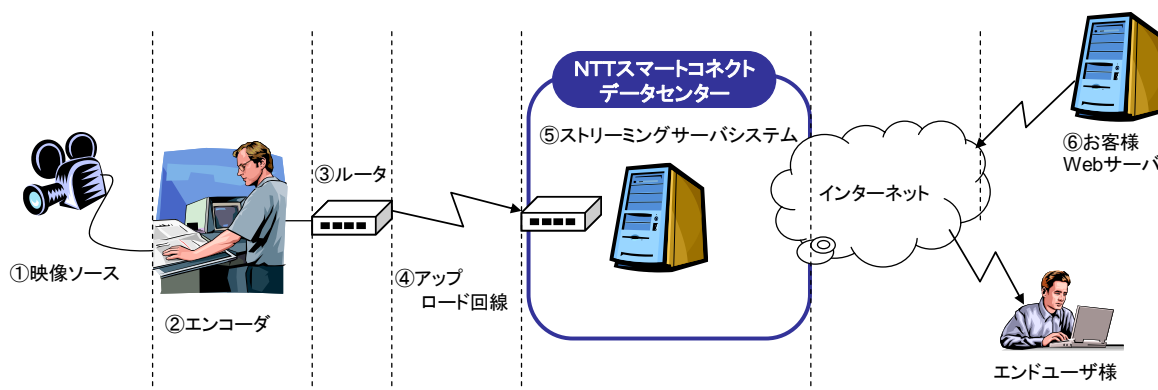 NTTスマートコネクト
データセンター
⑤ストリーミングサーバシステム
⑥お客様
Webサーバ
③ルータ
インターネット
①映像ソース
④アップ
ロード回線
②エンコーダ
エンドユーザ様